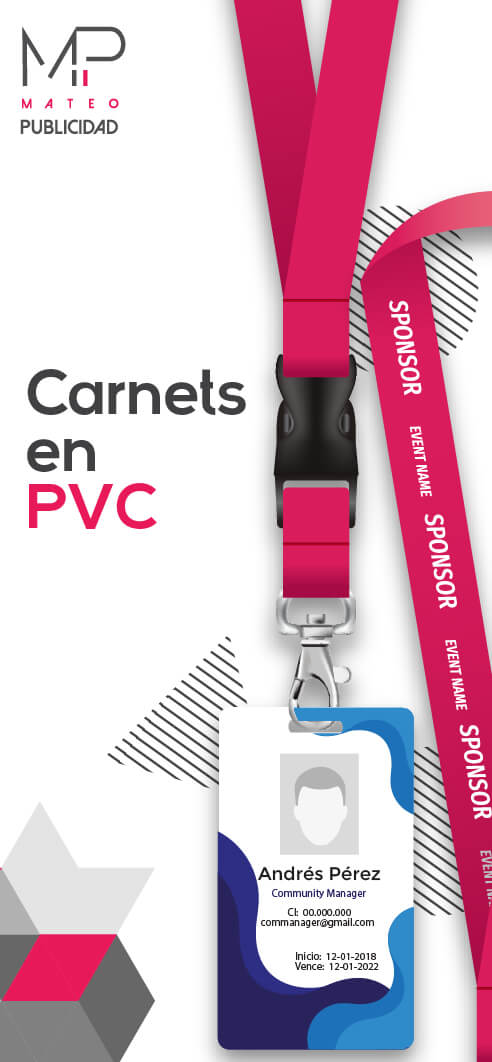 MP
MATEO
PUBLICIDAD
Carnets
en
PVC
SPONSOR
EVENT NAME
SPONSOR
EVENT NAME
SPONSOR
Andrés Pérez
Community Manager
CI: 00.000.000
commanager@gmail.com
Inicio: 12-01-2018
Vence: 12-01-2022